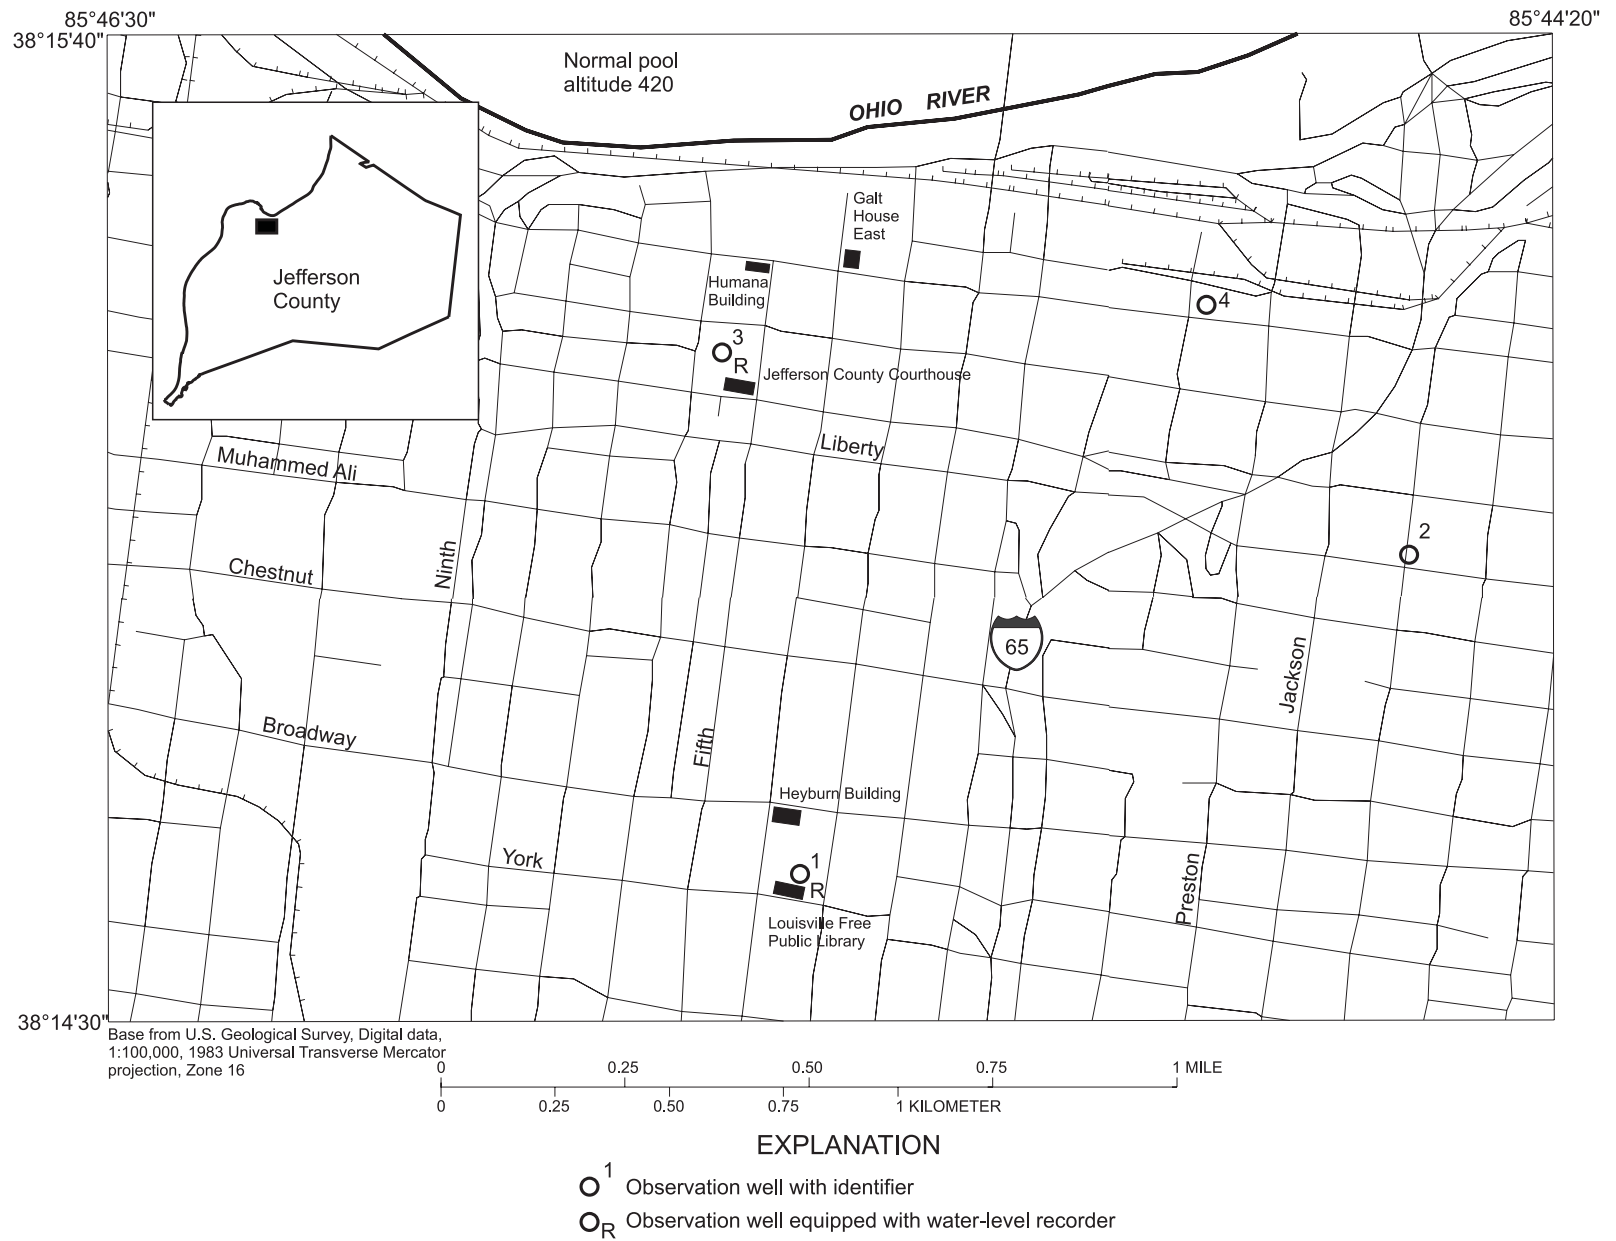 85°46'30"
85°44'20"
38°15'40"
Normal pool
altitude 420
OHIO RIVER
Galt
House
East
Jefferson
County
Humana
Building
4
3
R
Jefferson County Courthouse
Liberty
Muhammed Ali
2
Ninth
Chestnut
65
Jackson
Broadway
Fifth
Heyburn Building
York
1
R
Preston
Louisville Free
Public Library
38°14'30"
Base from U.S. Geological Survey, Digital data,
1:100,000, 1983 Universal Transverse Mercator
projection, Zone 16
0 0.25 0.50 0.75 1 MILE
0 0.25 0.50 0.75 1 KILOMETER
EXPLANATION
1 Observation well with identifier
R Observation well equipped with water-level recorder